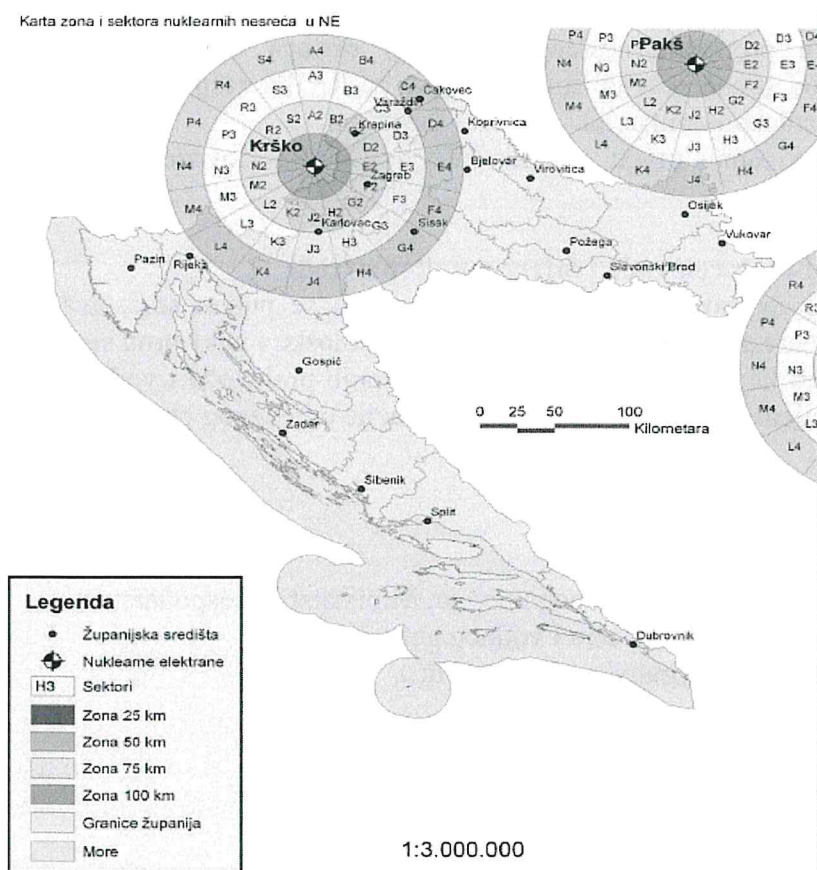 Karta zona i sektora nuklearnih nesreća u NE
S4 A4 B4
R4 S3 A3 B3 C3 C4 Čakovec
Varaždin
P4 R3 S2 A2 B2 Krapina D3 D4 Koprivnica
P3 R2 Krško D2
N4 N3 N2 E2 E3 E4 Bjelovar Virovitica
M4 M3 M2 Zagreb F2 F3 F4
L2 K2 J2 H2 G2
L4 L3 K3 Karlovac J3 H3 G3 Sisak G4
K4 J4 H4
P4 P3 Pakš D2 D3 D4
N4 N3 N2 E2 E3 E4
M4 M3 M2 F2 F3 F4
L2 K2 J2 H2 G2
L4 L3 K3 J3 H3 G3 G4
K4 J4 H4
Osijek
Vukovar
Požega
Slavonski Brod
Pazin
Rijeka
R4 R3
P4 P3
N4 N3
M4 M3
L4 L3
Gospič
Zadar
Šibenik
Split
Dubrovnik
0 25 50 100
Kilometara
Legenda
Županijska središta
Nuklearne elektrane
H3 Sektori
Zona 25 km
Zona 50 km
Zona 75 km
Zona 100 km
Granice županija
More
1:3.000.000